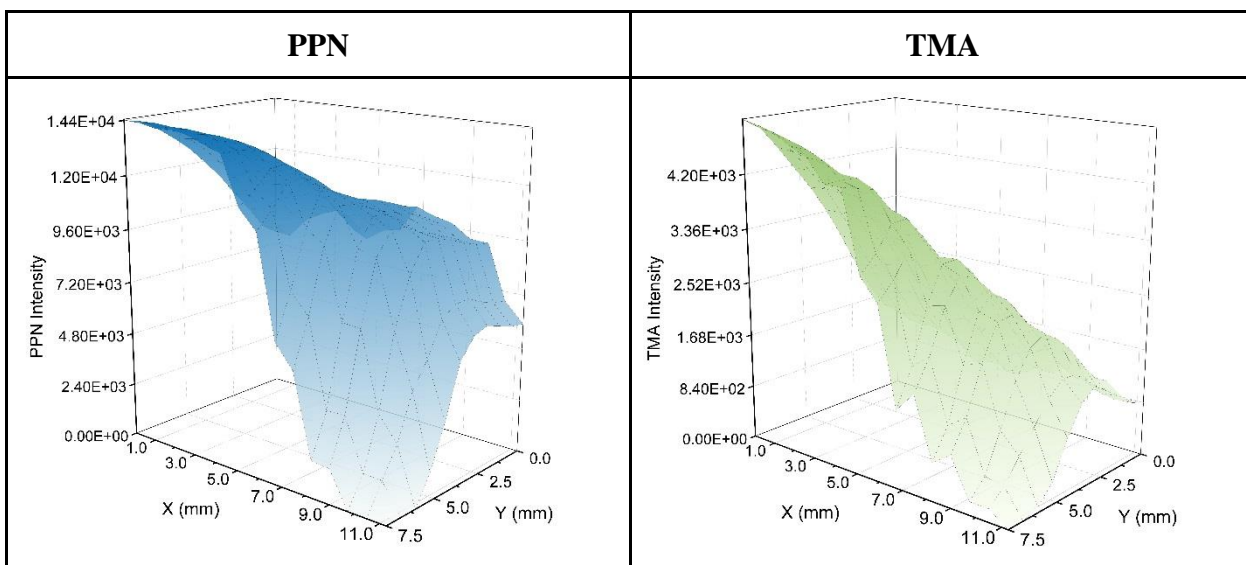 PPN
TMA
1.44E+04
1.20E+04
9.60E+03
7.20E+03
4.80E+03
2.40E+03
0.00E+00
PPN Intensity
1.0
3.0
5.0
7.0
9.0
11.0
X (mm)
0.0
2.5
5.0
7.5
Y (mm)
4.20E+03
3.36E+03
2.52E+03
1.68E+03
8.40E+02
0.00E+00
TMA Intensity
1.0
3.0
5.0
7.0
9.0
11.0
X (mm)
0.0
2.5
5.0
7.5
Y (mm)